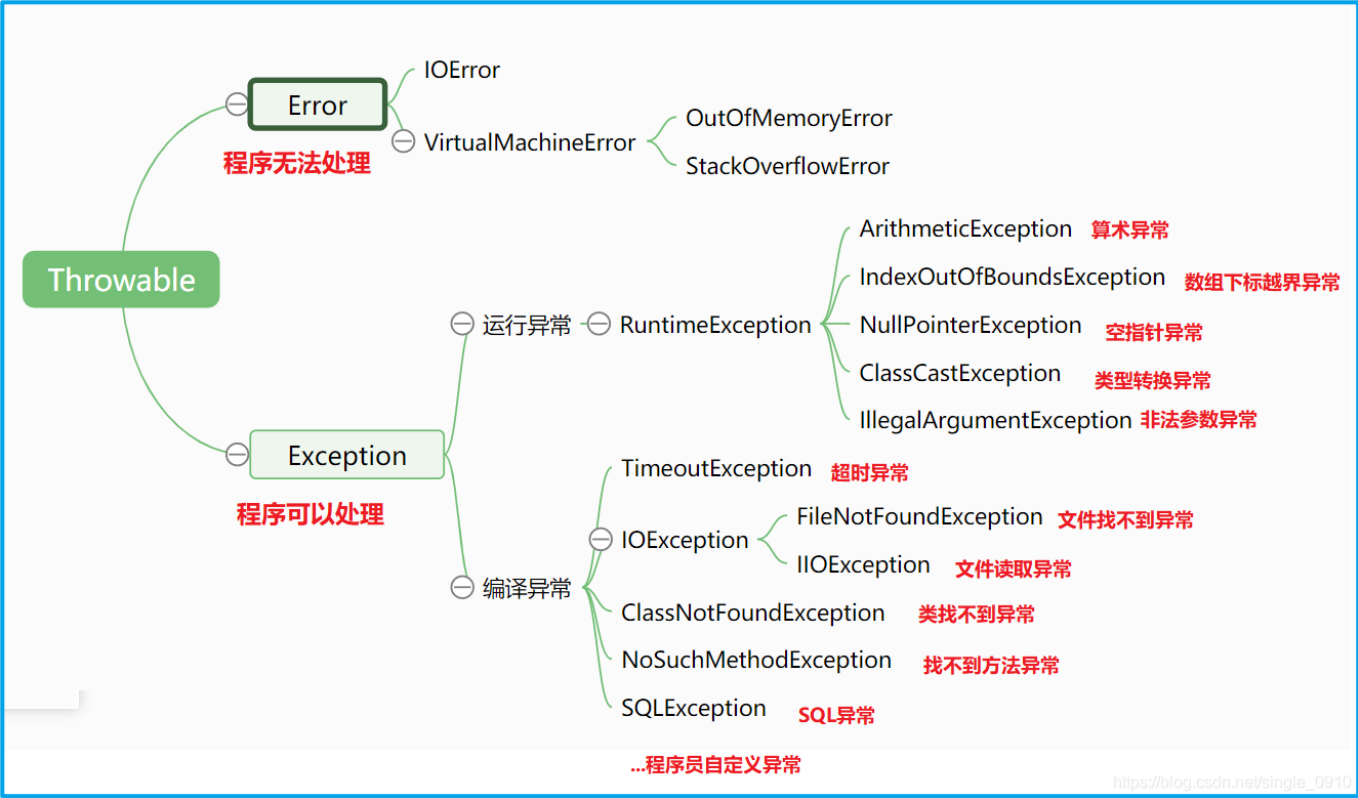 Throwable
Error
程序无法处理
IOError
VirtualMachineError
OutOfMemoryError
StackOverflowError
Exception
程序可以处理
运行异常
RuntimeException
ArithmeticException 算术异常
IndexOutOfBoundsException 数组下标越界异常
NullPointerException 空指针异常
ClassCastException 类型转换异常
IllegalArgumentException 非法参数异常
编译异常
TimeoutException 超时异常
IOException
FileNotFoundException 文件找不到异常
IIOException 文件读取异常
ClassNotFoundException 类找不到异常
NoSuchMethodException 找不到方法异常
SQLException SQL异常
...程序员自定义异常
https://blog.csdn.net/single_0910